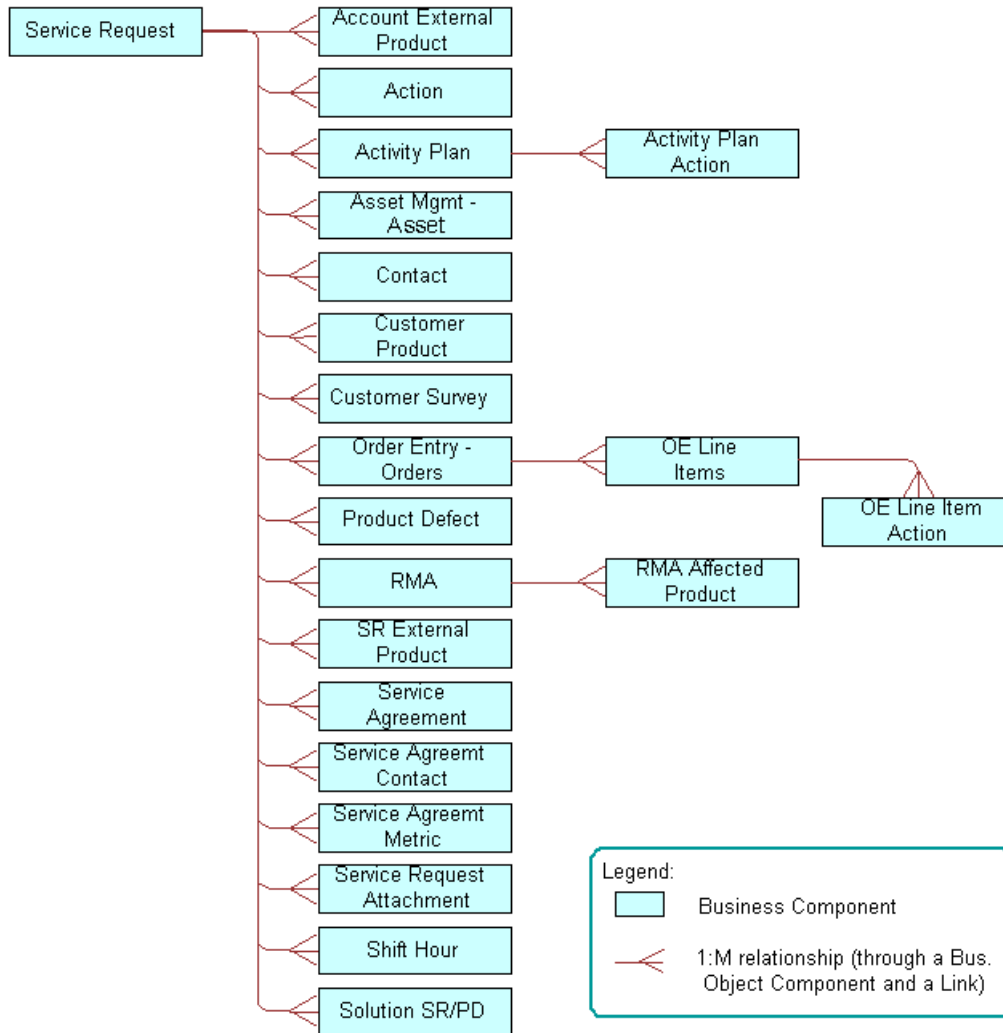 Service Request
Account External
Product
Action
Activity Plan
Activity Plan
Action
Asset Mgmt -
Asset
Contact
Customer
Product
Customer Survey
Order Entry -
Orders
OE Line
Items
OE Line Item
Action
Product Defect
RMA
RMA Affected
Product
SR External
Product
Service
Agreement
Service Agreemt
Contact
Service Agreemt
Metric
Service Request
Attachment
Shift Hour
Solution SR/PD
Legend:
Business Component
1:M relationship (through a Bus.
Object Component and a Link)